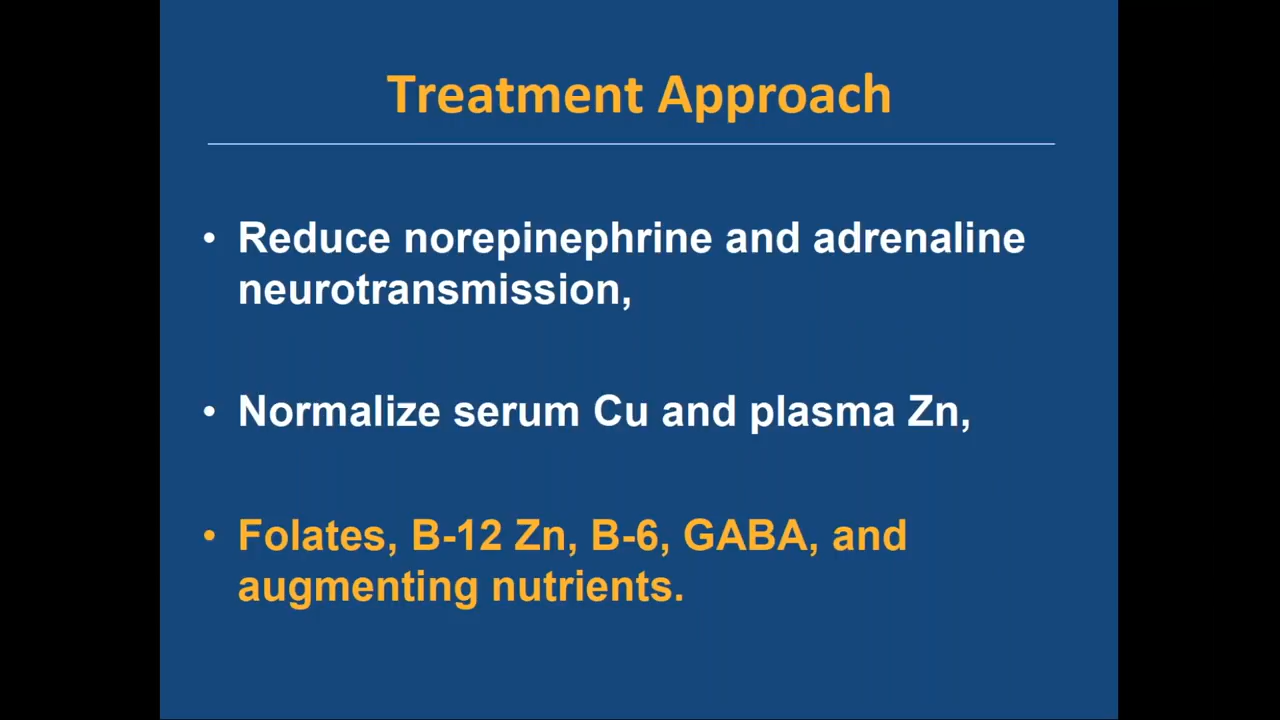 Treatment Approach
• Reduce norepinephrine and adrenaline
neurotransmission,
• Normalize serum Cu and plasma Zn,
• Folates, B-12 Zn, B-6, GABA, and
augmenting nutrients.